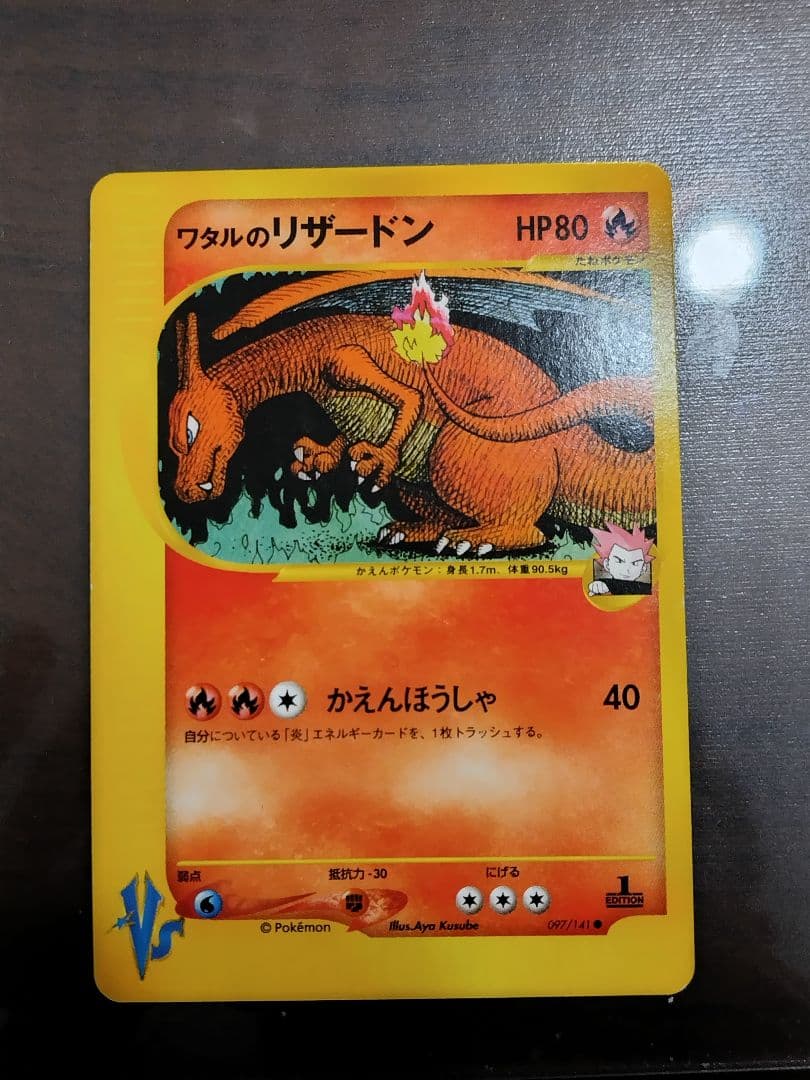 ワタルのリザードン HP80
たねポケモン
かえんポケモン：身長1.7m、体重90.5kg
かえんほうしゃ 40
自分についている「炎」エネルギーカードを、1枚トラッシュする。
弱点 抵抗力-30 にげる
1
EDITION
VS
© Pokémon Illus.Aya Kusube 097/141●